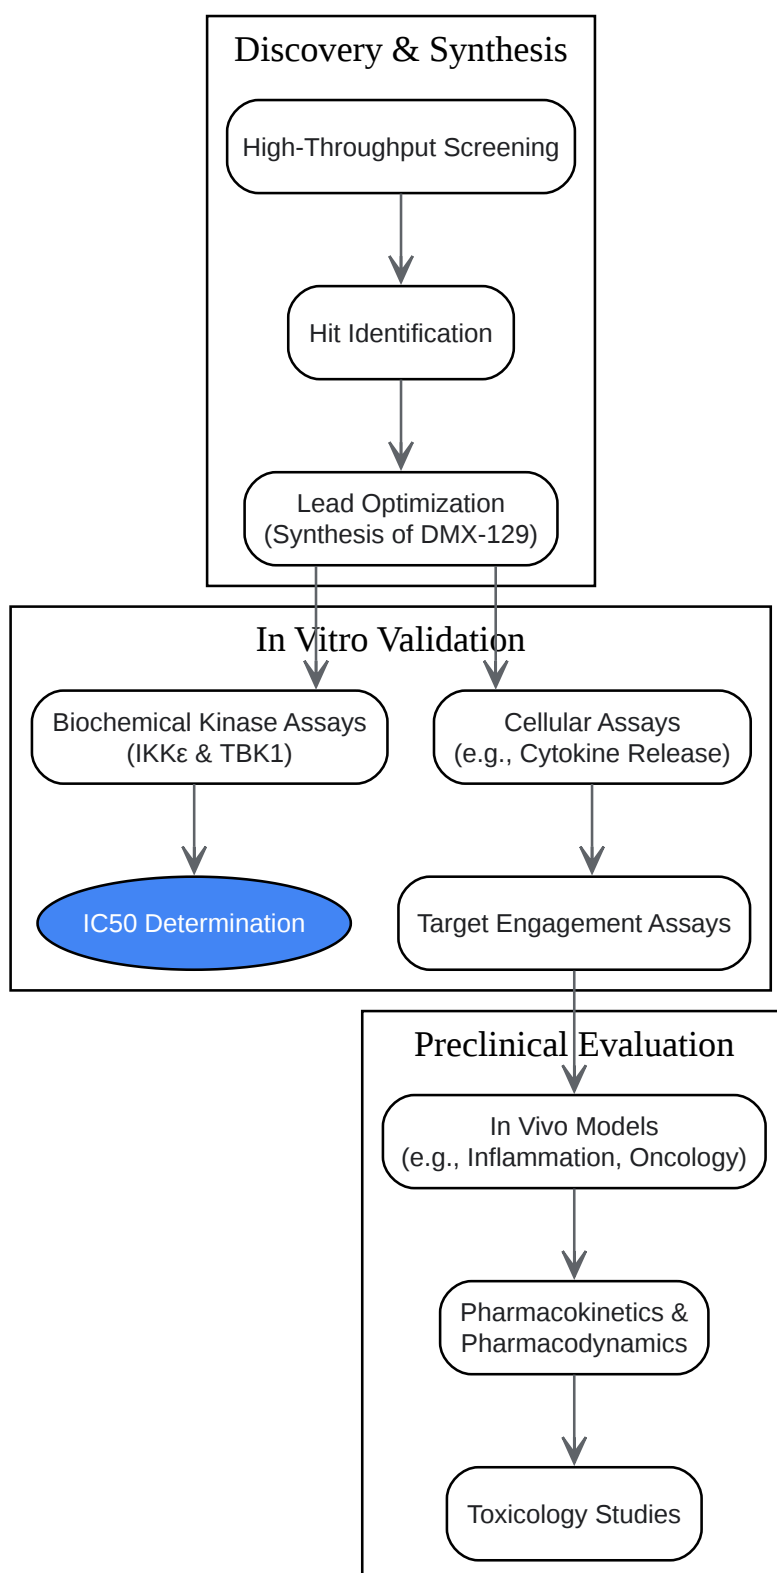 Discovery & Synthesis
High-Throughput Screening
Hit Identification
Lead Optimization
(Synthesis of DMX-129)
In Vitro Validation
Biochemical Kinase Assays
(IKKε & TBK1)
Cellular Assays
(e.g., Cytokine Release)
IC50 Determination
Target Engagement Assays
Preclinical Evaluation
In Vivo Models
(e.g., Inflammation, Oncology)
Pharmacokinetics &
Pharmacodynamics
Toxicology Studies